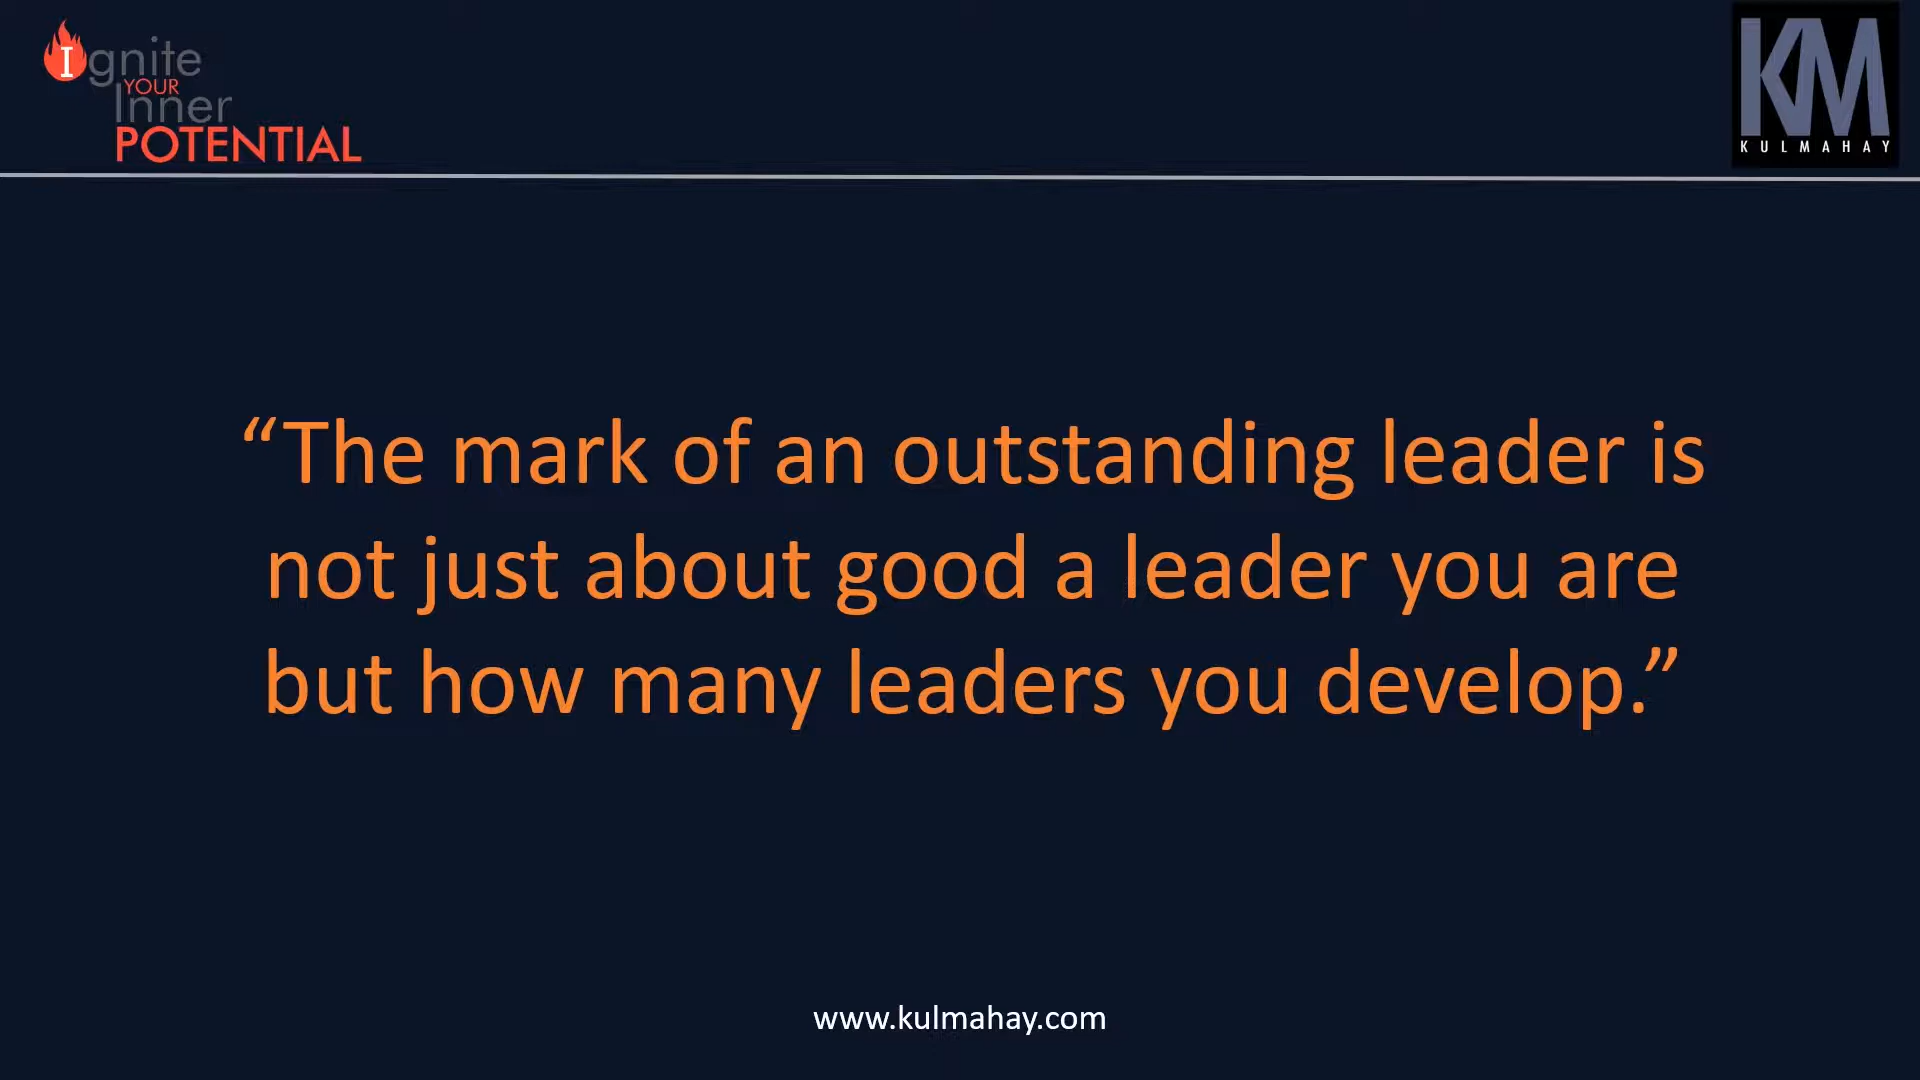 Ignite
YOUR
Inner
POTENTIAL
KM
KULMAHAY
“The mark of an outstanding leader is
not just about good a leader you are
but how many leaders you develop.”
www.kulmahay.com